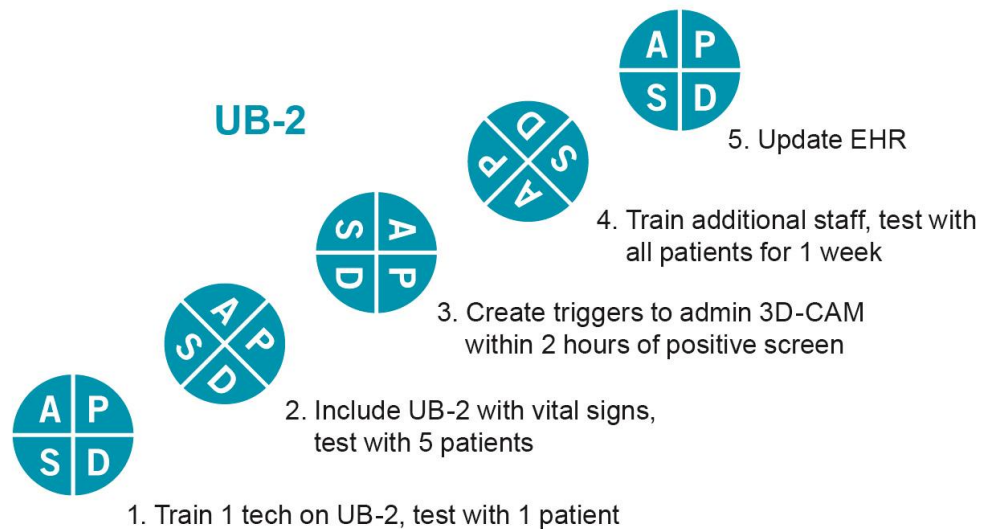 A P
S D
UB-2
5. Update EHR
D
P S
A
4. Train additional staff, test with
all patients for 1 week
S A
D P
3. Create triggers to admin 3D-CAM
within 2 hours of positive screen
A
S P
D
2. Include UB-2 with vital signs,
test with 5 patients
A P
S D
1. Train 1 tech on UB-2, test with 1 patient